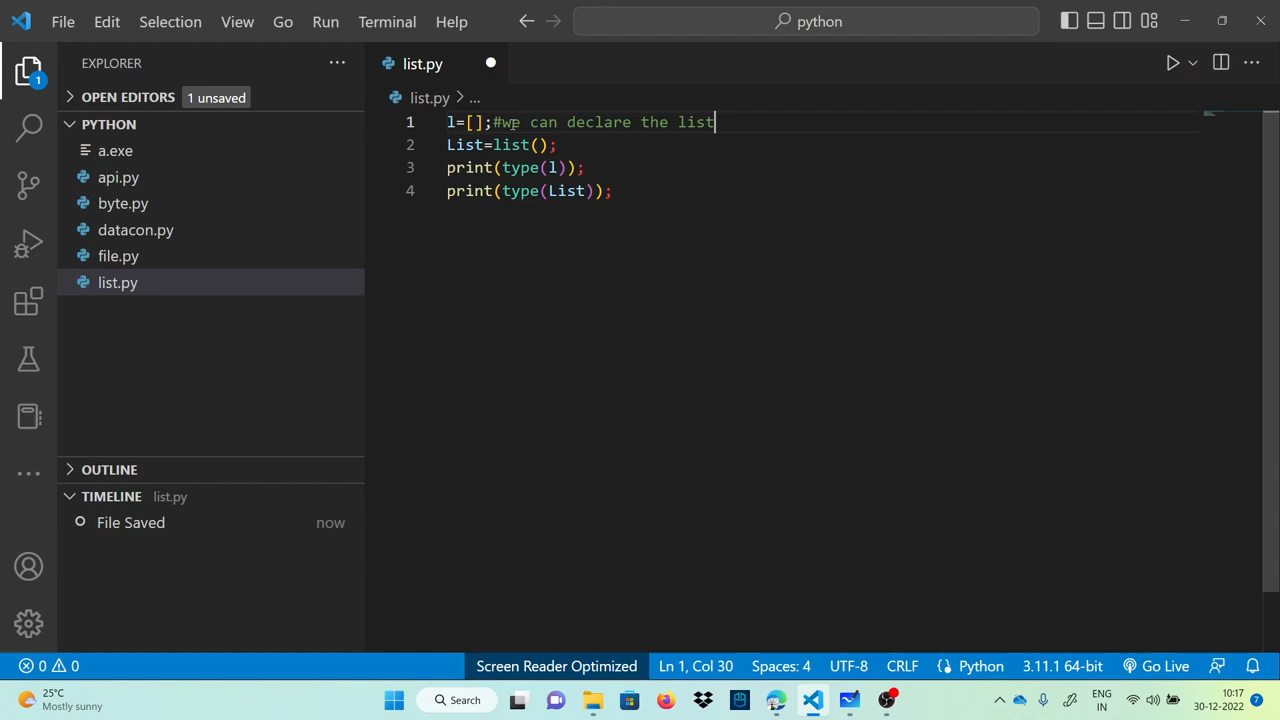 File Edit Selection View Go Run Terminal Help python
EXPLORER list.py
OPEN EDITORS 1 unsaved list.py > ...
PYTHON
a.exe
api.py
byte.py
datacon.py
file.py
list.py
1 l=[];#we can declare the list
2 List=list();
3 print(type(l));
4 print(type(List));
OUTLINE
TIMELINE list.py
File Saved now
1
0 0 Screen Reader Optimized Ln 1, Col 30 Spaces: 4 UTF-8 CRLF Python 3.11.1 64-bit Go Live
25°C
Mostly sunny
Search
ENG
IN
10:17
30-12-2022
7